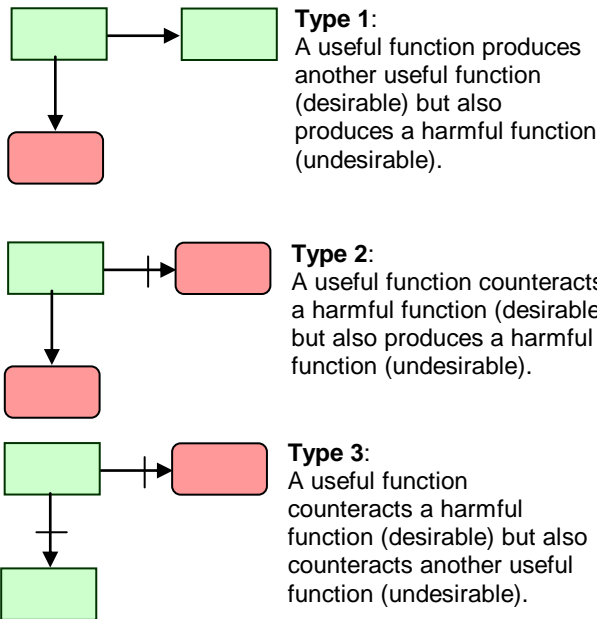 Type 1:
A useful function produces
another useful function
(desirable) but also
produces a harmful function
(undesirable).
Type 2:
A useful function counteracts
a harmful function (desirable
but also produces a harmful
function (undesirable).
Type 3:
A useful function
counteracts a harmful
function (desirable) but also
counteracts another useful
function (undesirable).